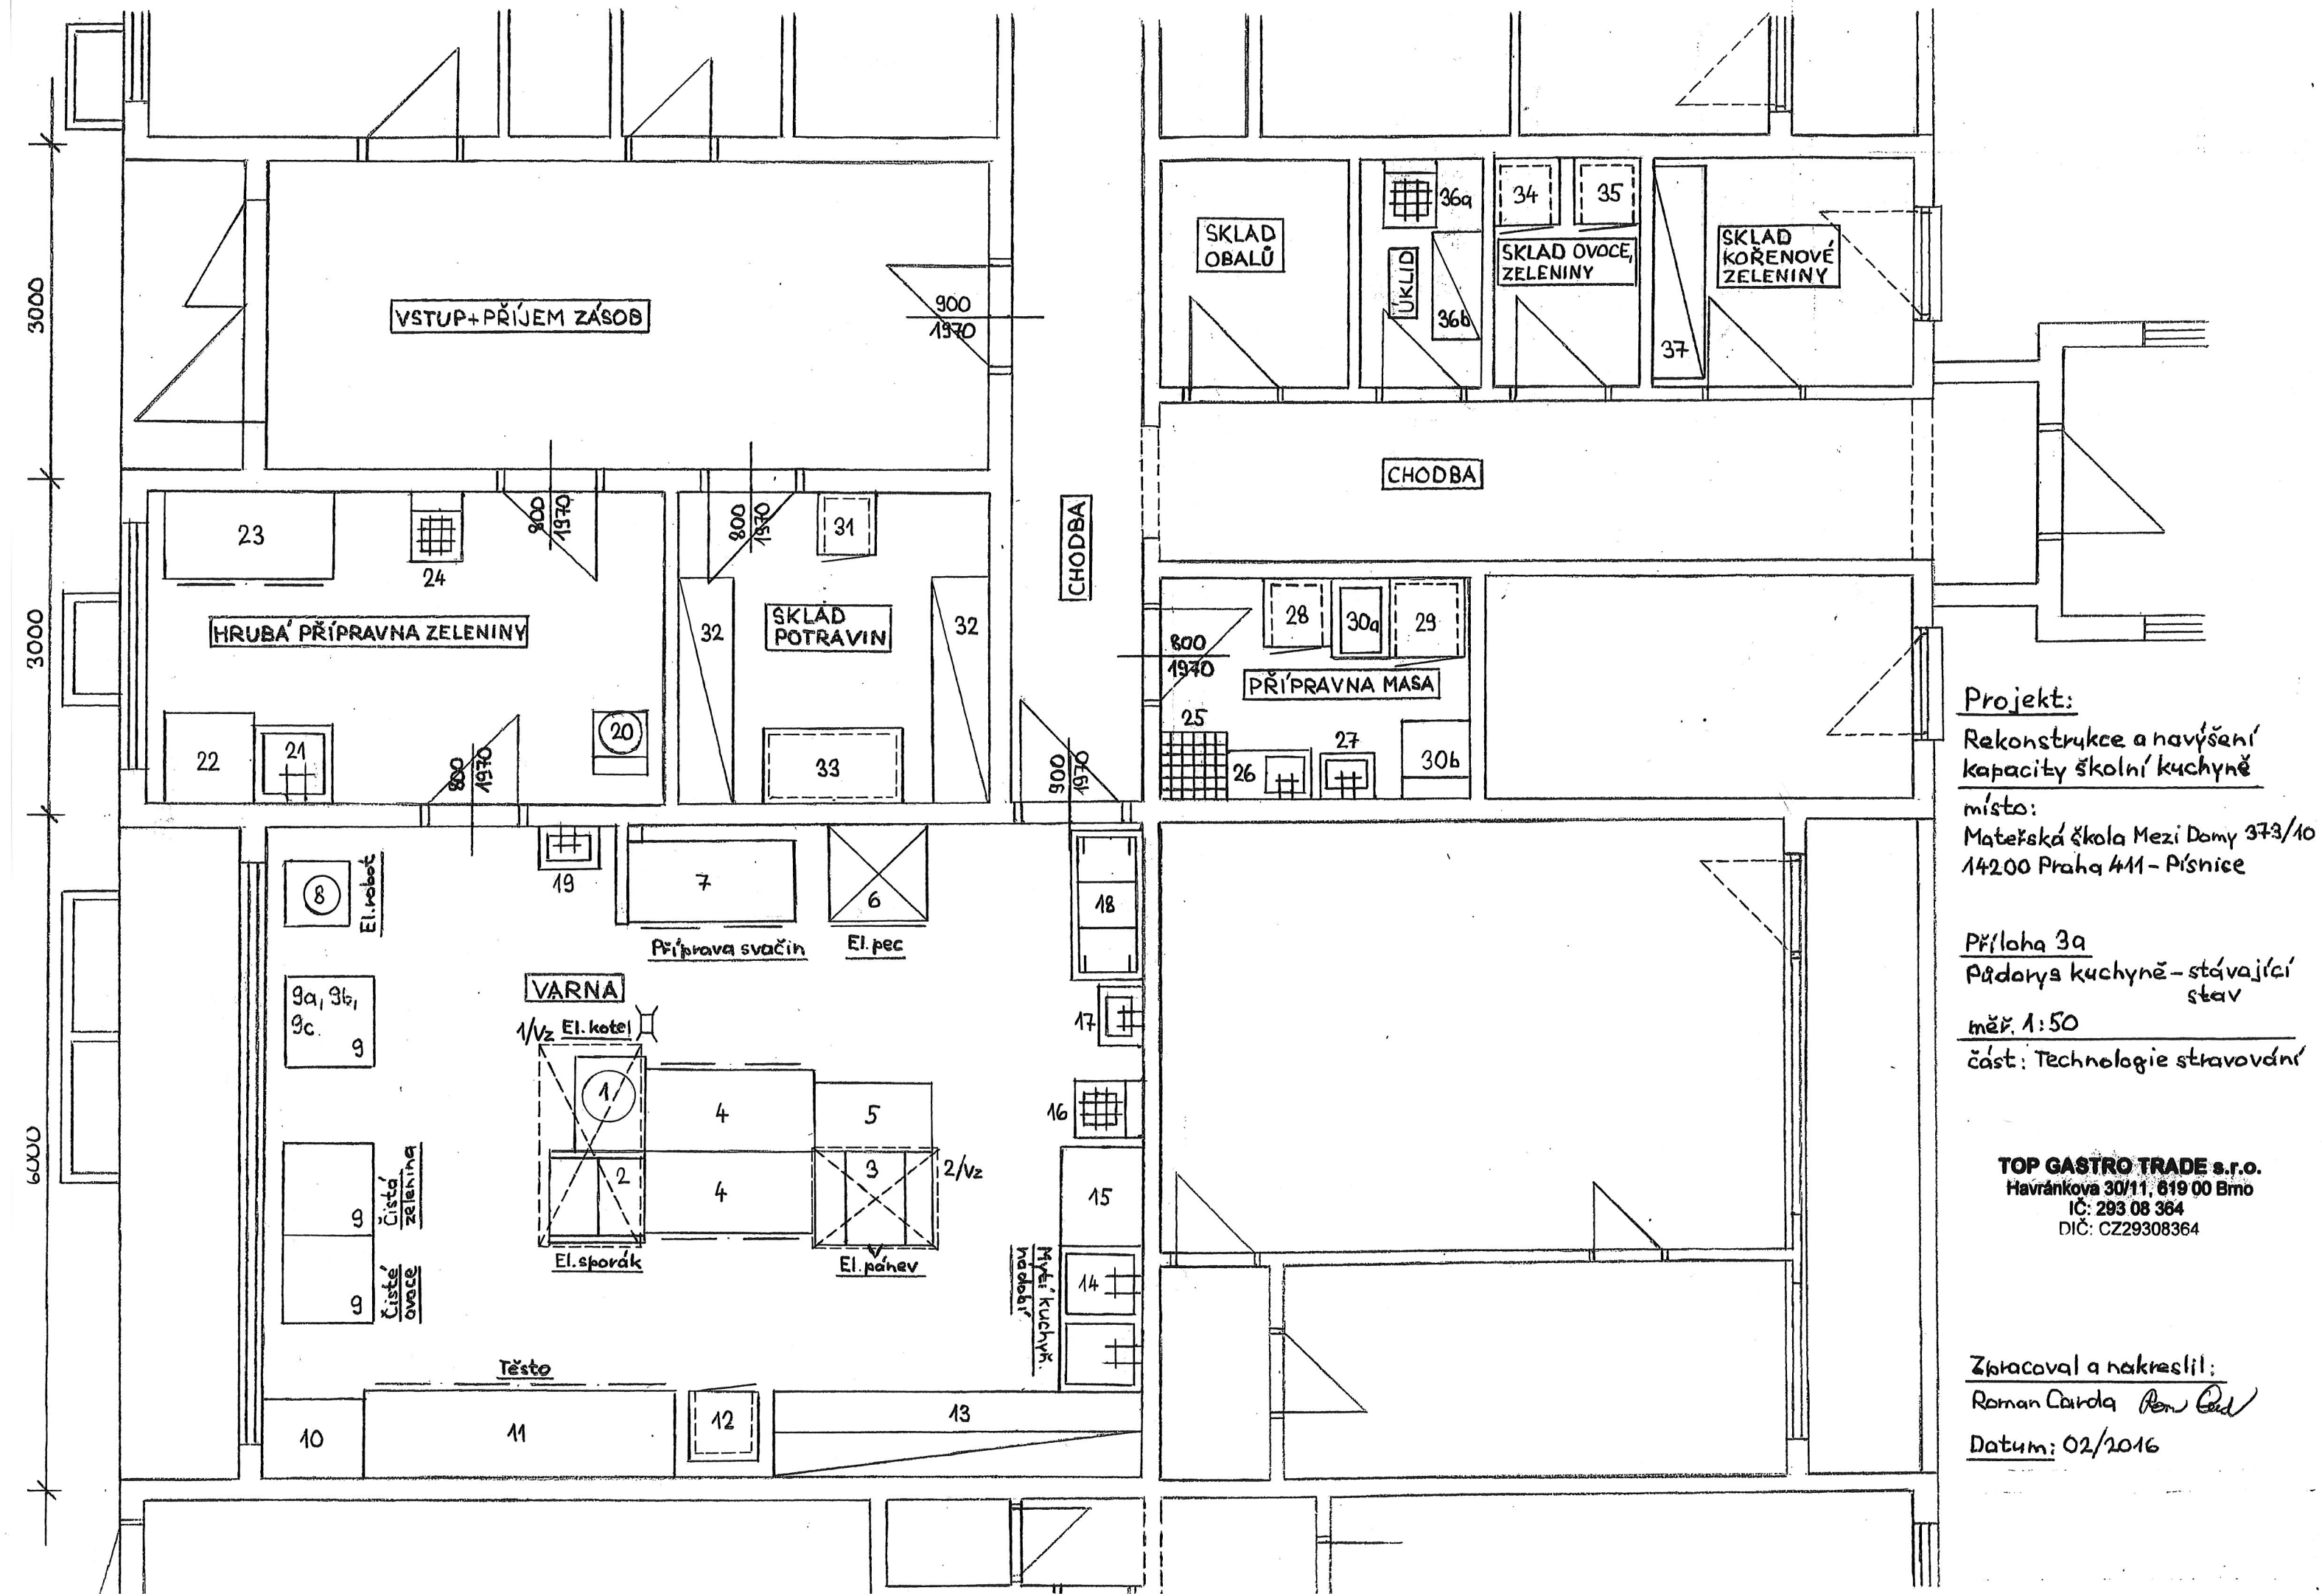 3000
3000
6000
VSTUP+PŘÍJEM ZÁSOB
900
1970
SKLAD
OBALŮ
36a
ÚKLID
36b
34
35
SKLAD OVOCE,
ZELENINY
SKLAD
KOŘENOVÉ
ZELENINY
37
CHODBA
CHODBA
23
24
800
1970
HRUBÁ PŘÍPRAVNA ZELENINY
22
21
20
800
1970
800
1970
31
32
SKLAD
POTRAVIN
32
33
900
1970
800
1970
28
30a
29
PŘÍPRAVNA MASA
25
26
27
30b
8
El. robot
19
7
Příprava svačin
6
El. pec
18
17
16
15
14
Mytí kuchyň.
nádobí
9a, 9b,
9c.
9
VARNA
1/Vz El. kotel
1
4
5
2
4
3
2/Vz
El. sporák
El. pánev
9
Čistá
zelenina
9
Čisté
ovoce
Těsto
10
11
12
13
Projekt:
Rekonstrukce a navýšení
kapacity školní kuchyně
místo:
Mateřská škola Mezi Domy 373/10
14200 Praha 411 - Písnice
Příloha 3a
Půdorys kuchyně - stávající
stav
měř. 1:50
část: Technologie stravování
TOP GASTRO TRADE s.r.o.
Havránkova 30/11, 619 00 Brno
IČ: 293 08 364
DIČ: CZ29308364
Zpracoval a nakreslil:
Roman Carda
Datum: 02/2016